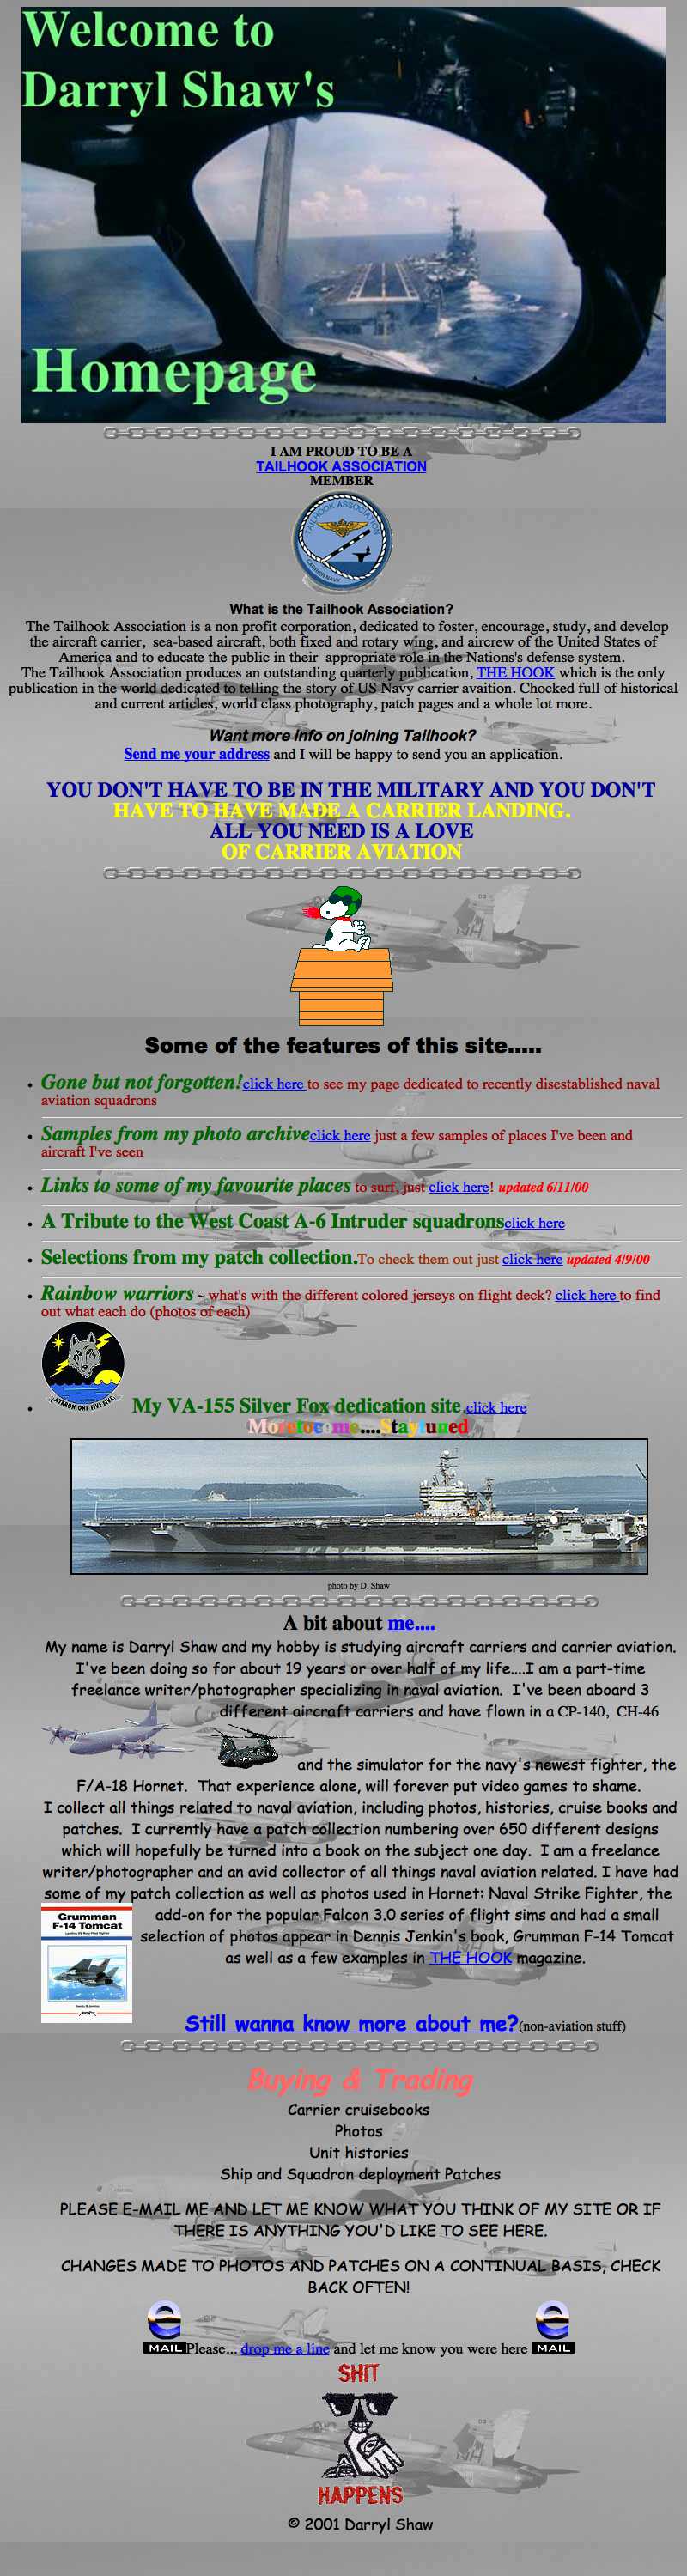 Welcome to
Darryl Shaw's
Homepage
I AM PROUD TO BE A
TAILHOOK ASSOCIATION
MEMBER
TAILHOOK ASSOCIATION
CARRIER NAVY
What is the Tailhook Association?
The Tailhook Association is a non profit corporation, dedicated to foster, encourage, study, and develop
the aircraft carrier, sea-based aircraft, both fixed and rotary wing, and aircrew of the United States of
America and to educate the public in their appropriate role in the Nations's defense system.
The Tailhook Association produces an outstanding quarterly publication, THE HOOK which is the only
publication in the world dedicated to telling the story of US Navy carrier avaition. Chocked full of historical
and current articles, world class photography, patch pages and a whole lot more.
Want more info on joining Tailhook?
Send me your address and I will be happy to send you an application.
YOU DON'T HAVE TO BE IN THE MILITARY AND YOU DON'T
HAVE TO HAVE MADE A CARRIER LANDING.
ALL YOU NEED IS A LOVE
OF CARRIER AVIATION
Some of the features of this site.....
Gone but not forgotten!click here to see my page dedicated to recently disestablished naval
aviation squadrons
Samples from my photo archiveclick here just a few samples of places I've been and
aircraft I've seen
Links to some of my favourite places to surf, just click here! updated 6/11/00
A Tribute to the West Coast A-6 Intruder squadronsclick here
Selections from my patch collection.To check them out just click here updated 4/9/00
Rainbow warriors ~ what's with the different colored jerseys on flight deck? click here to find
out what each do (photos of each)
ATKRON ONE FIVE FIVE
My VA-155 Silver Fox dedication site.click here
Moretocome....Staytuned
photo by D. Shaw
A bit about me....
My name is Darryl Shaw and my hobby is studying aircraft carriers and carrier aviation.
I've been doing so for about 19 years or over half of my life....I am a part-time
freelance writer/photographer specializing in naval aviation. I've been aboard 3
different aircraft carriers and have flown in a CP-140, CH-46
and the simulator for the navy's newest fighter, the
F/A-18 Hornet. That experience alone, will forever put video games to shame.
I collect all things related to naval aviation, including photos, histories, cruise books and
patches. I currently have a patch collection numbering over 650 different designs
which will hopefully be turned into a book on the subject one day. I am a freelance
writer/photographer and an avid collector of all things naval aviation related. I have had
some of my patch collection as well as photos used in Hornet: Naval Strike Fighter, the
add-on for the popular Falcon 3.0 series of flight sims and had a small
selection of photos appear in Dennis Jenkin's book, Grumman F-14 Tomcat
as well as a few examples in THE HOOK magazine.
Grumman
F-14 Tomcat
Still wanna know more about me?(non-aviation stuff)
Buying & Trading
Carrier cruisebooks
Photos
Unit histories
Ship and Squadron deployment Patches
PLEASE E-MAIL ME AND LET ME KNOW WHAT YOU THINK OF MY SITE OR IF
THERE IS ANYTHING YOU'D LIKE TO SEE HERE.
CHANGES MADE TO PHOTOS AND PATCHES ON A CONTINUAL BASIS, CHECK
BACK OFTEN!
e MAIL Please... drop me a line and let me know you were here e MAIL
SHIT
HAPPENS
© 2001 Darryl Shaw